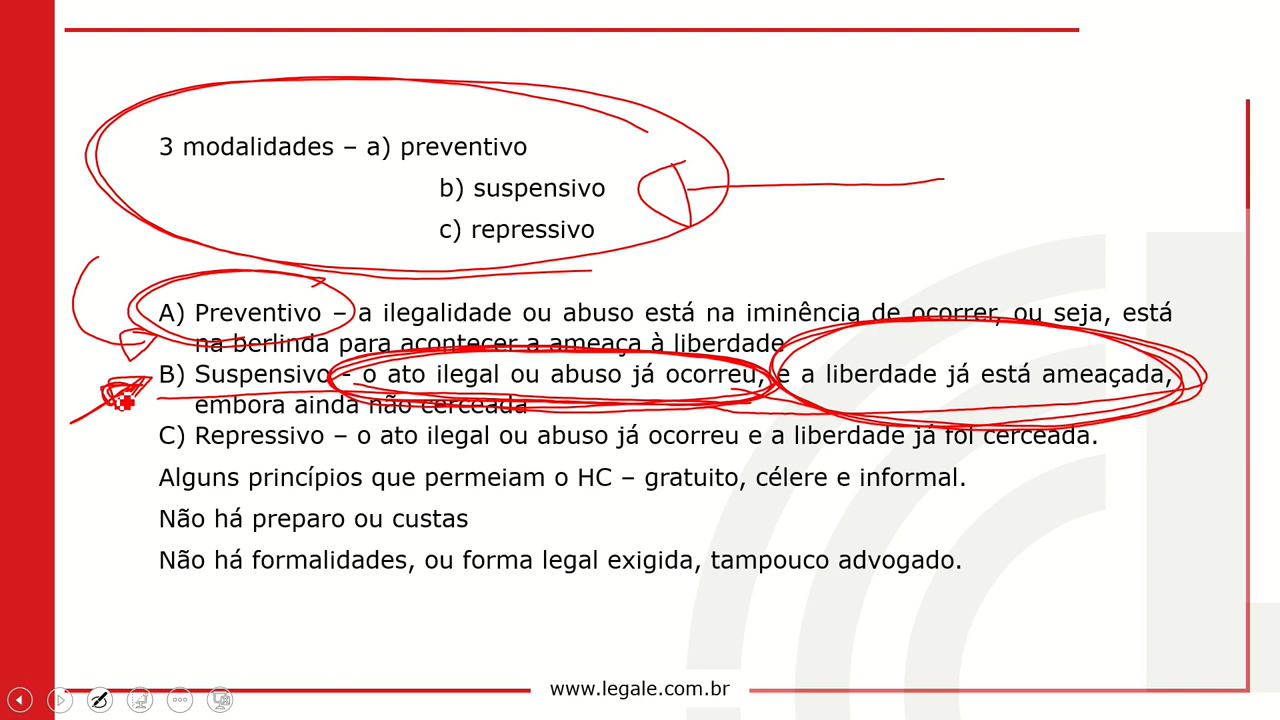 3 modalidades – a) preventivo
b) suspensivo
c) repressivo
A) Preventivo – a ilegalidade ou abuso está na iminência de ocorrer, ou seja, está
na berlinda para acontecer a ameaça à liberdade
B) Suspensivo - o ato ilegal ou abuso já ocorreu, e a liberdade já está ameaçada,
embora ainda não cerceada
C) Repressivo – o ato ilegal ou abuso já ocorreu e a liberdade já foi cerceada.
Alguns princípios que permeiam o HC – gratuito, célere e informal.
Não há preparo ou custas
Não há formalidades, ou forma legal exigida, tampouco advogado.
www.legale.com.br